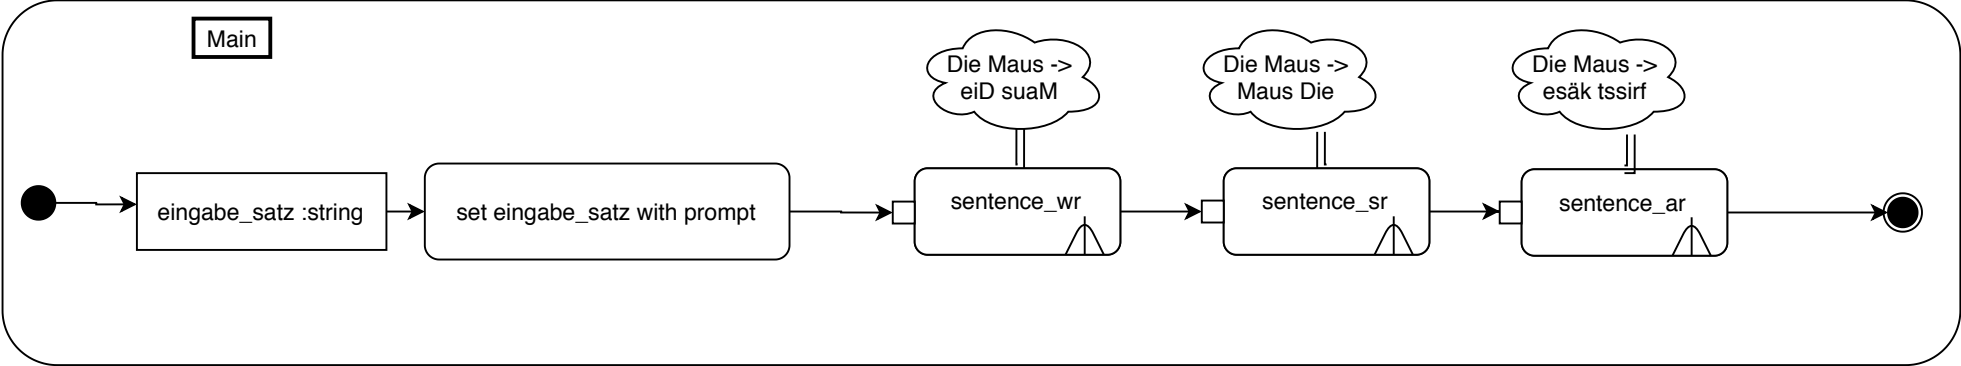 Main
eingabe_satz :string
set eingabe_satz with prompt
Die Maus ->
eiD suaM
sentence_wr
Die Maus ->
Maus Die
sentence_sr
Die Maus ->
esäk tssirf
sentence_ar